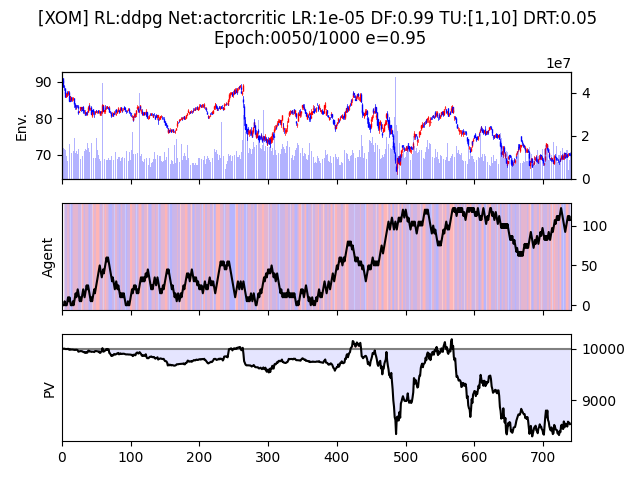 [XOM] RL:ddpg Net:actorcritic LR:1e-05 DF:0.99 TU:[1,10] DRT:0.05
Epoch:0050/1000 e=0.95
1e7
90
80
70
Env.
4
2
0
Agent
100
50
0
PV
10000
9000
0 100 200 300 400 500 600 700